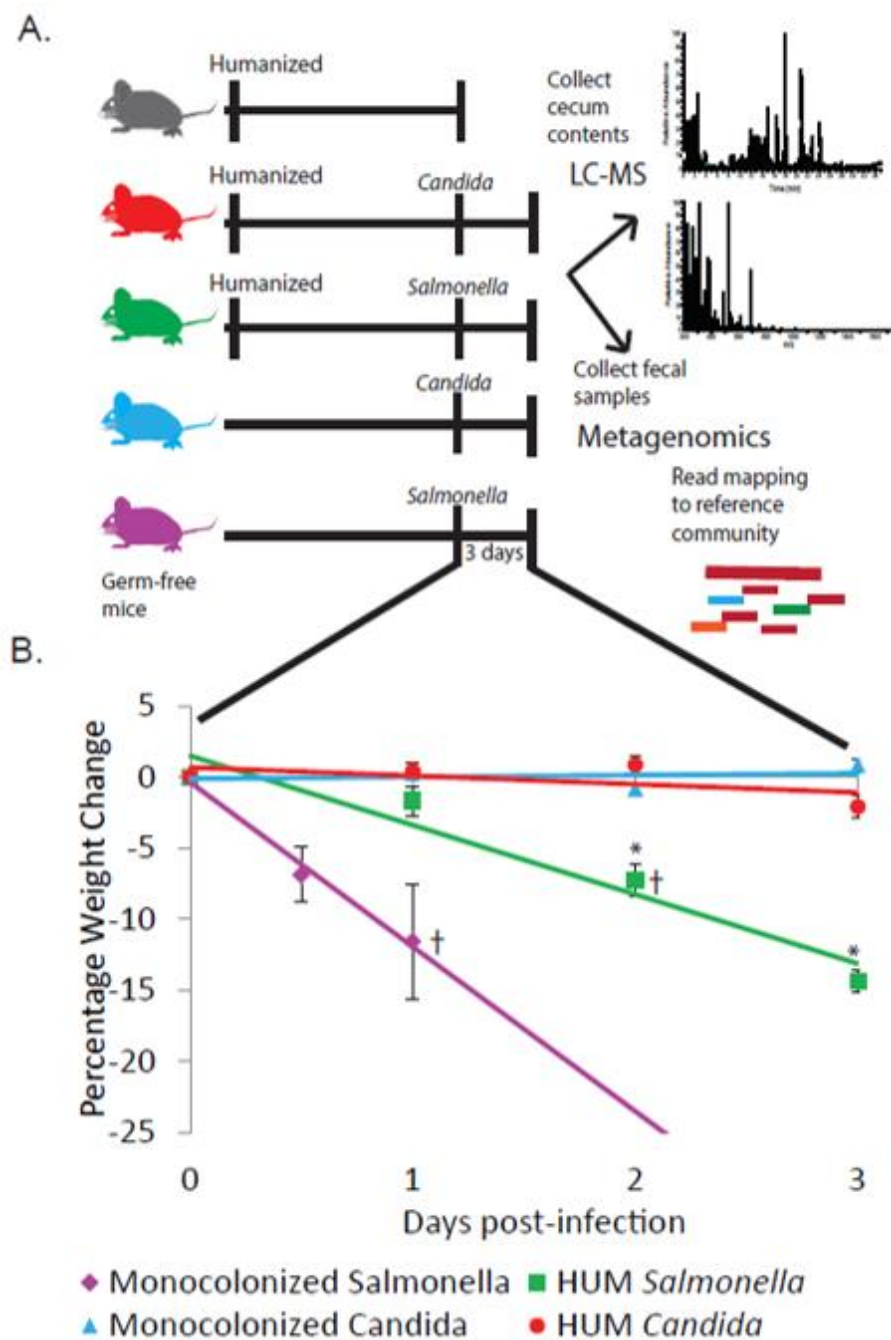 A.
Humanized
Collect
cecum
contents
LC-MS
Time (min)
Humanized
Candida
Humanized
Salmonella
Collect fecal
samples
Candida
Metagenomics
Read mapping
to reference
community
Salmonella
3 days
Germ-free
mice
B.
Percentage Weight Change
5
0
-5
-10
-15
-20
-25
*
†
†
*
0
1
2
3
Days post-infection
Monocolonized Salmonella
HUM Salmonella
Monocolonized Candida
HUM Candida